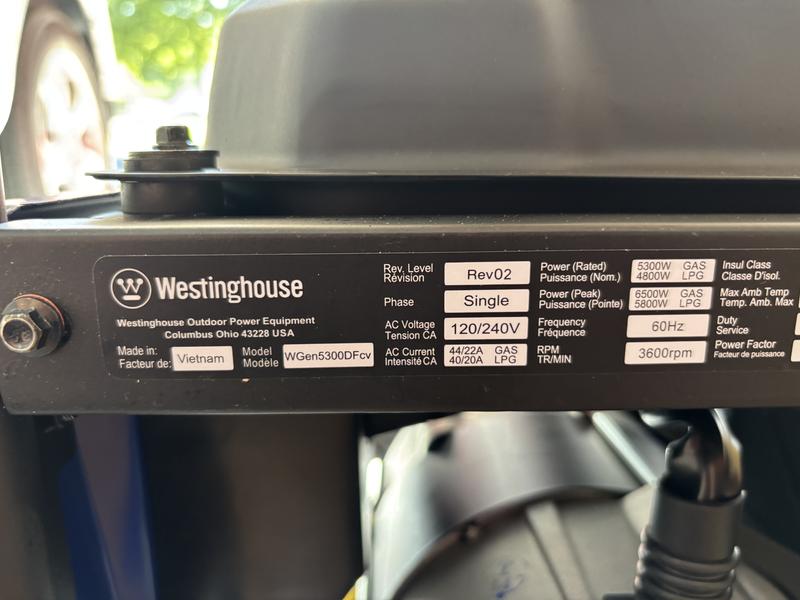 Westinghouse
Westinghouse Outdoor Power Equipment
Columbus Ohio 43228 USA
Made in:
Facteur de:
Vietnam
Model
Modèle
WGen5300DFcv
Rev. Level
Révision
Rev02
Phase
Single
AC Voltage
Tension CA
120/240V
AC Current
Intensité CA
44/22A GAS
40/20A LPG
Power (Rated)
Puissance (Nom.)
5300W GAS
4800W LPG
Power (Peak)
Puissance (Pointe)
6500W GAS
5800W LPG
Frequency
Fréquence
60Hz
RPM
TR/MIN
3600rpm
Insul Class
Classe D'isol.
Max Amb Temp
Temp. Amb. Max
Duty
Service
Power Factor
Facteur de puissance